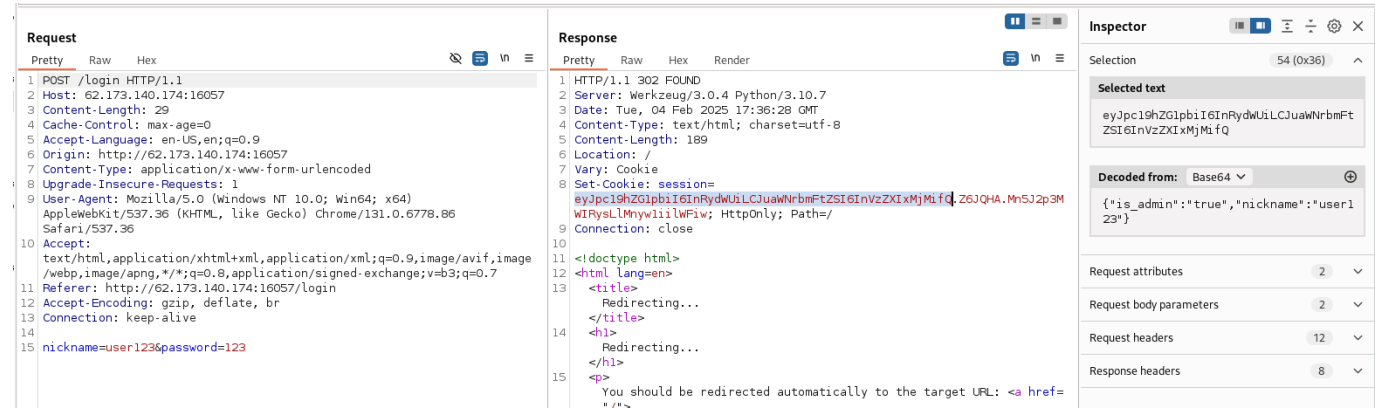 Request
Pretty Raw Hex \n
1 POST /login HTTP/1.1
2 Host: 62.173.140.174:16057
3 Content-Length: 29
4 Cache-Control: max-age=0
5 Accept-Language: en-US,en;q=0.9
6 Origin: http://62.173.140.174:16057
7 Content-Type: application/x-www-form-urlencoded
8 Upgrade-Insecure-Requests: 1
9 User-Agent: Mozilla/5.0 (Windows NT 10.0; Win64; x64)
AppleWebKit/537.36 (KHTML, like Gecko) Chrome/131.0.6778.86
Safari/537.36
10 Accept:
text/html,application/xhtml+xml,application/xml;q=0.9,image/avif,image
/webp,image/apng,*/*;q=0.8,application/signed-exchange;v=b3;q=0.7
11 Referer: http://62.173.140.174:16057/login
12 Accept-Encoding: gzip, deflate, br
13 Connection: keep-alive
14
15 nickname=user123&password=123
Response
Pretty Raw Hex Render \n
1 HTTP/1.1 302 FOUND
2 Server: Werkzeug/3.0.4 Python/3.10.7
3 Date: Tue, 04 Feb 2025 17:36:28 GMT
4 Content-Type: text/html; charset=utf-8
5 Content-Length: 189
6 Location: /
7 Vary: Cookie
8 Set-Cookie: session=
eyJpc19hZG1pbiI6InRydWUiLCJuaWNrbmFtZSI6InVzZXIxMjMifQ.Z6JQHA.Mn5J2p3M
WIRysLlMnyw1iilWFiw; HttpOnly; Path=/
9 Connection: close
10
11 <!doctype html>
12 <html lang=en>
13 <title>
Redirecting...
</title>
14 <h1>
Redirecting...
</h1>
15 <p>
You should be redirected automatically to the target URL: <a href=
"/">
Inspector
Selection 54 (0x36)
Selected text
eyJpc19hZG1pbiI6InRydWUiLCJuaWNrbmFt
ZSI6InVzZXIxMjMifQ
Decoded from: Base64
{"is_admin":"true","nickname":"user1
23"}
Request attributes 2
Request body parameters 2
Request headers 12
Response headers 8